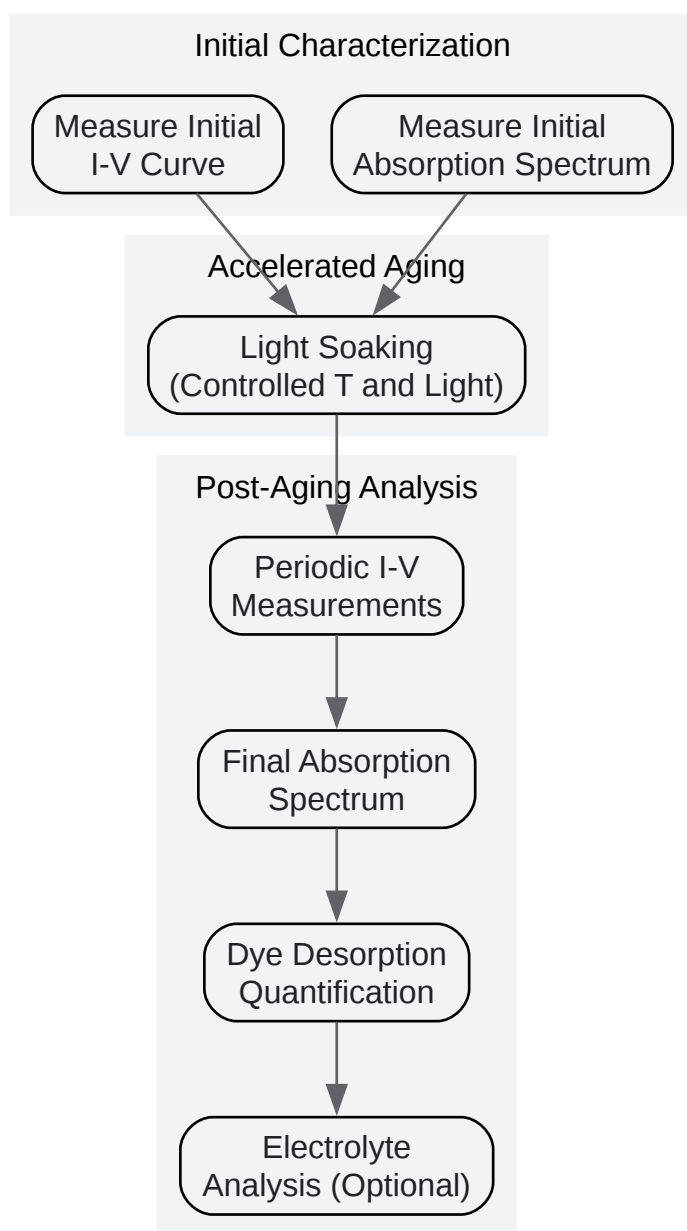 Initial Characterization
Measure Initial
I-V Curve
Measure Initial
Absorption Spectrum
Accelerated Aging
Light Soaking
(Controlled T and Light)
Post-Aging Analysis
Periodic I-V
Measurements
Final Absorption
Spectrum
Dye Desorption
Quantification
Electrolyte
Analysis (Optional)